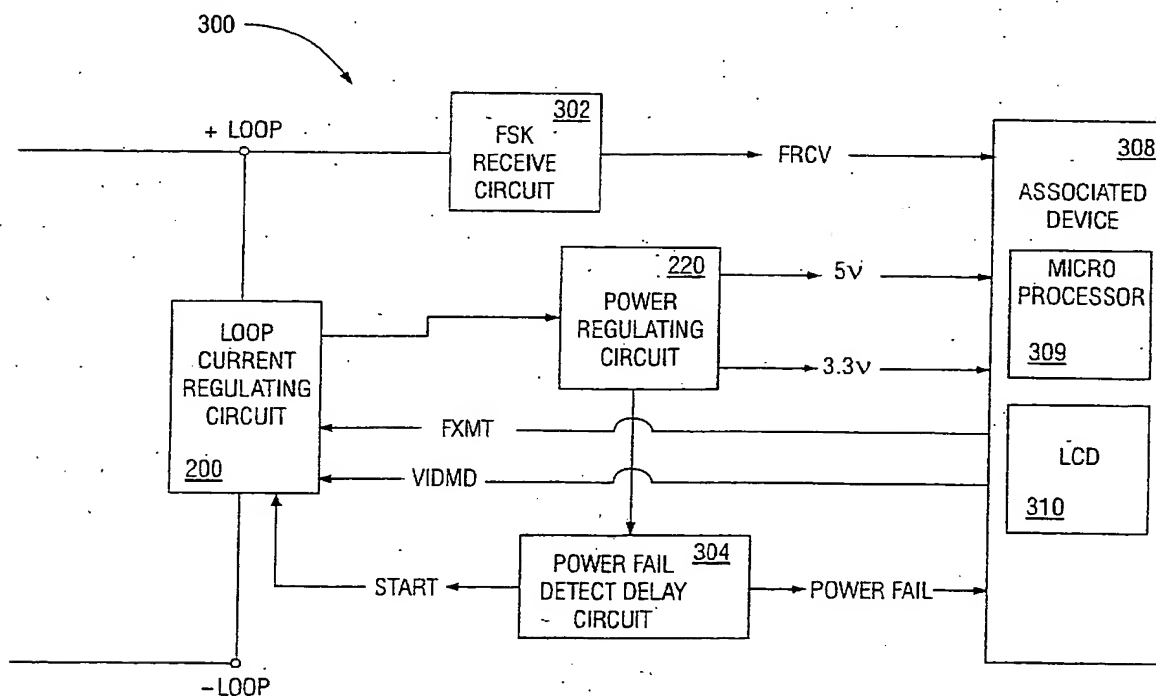 300
302
FSK
RECEIVE
CIRCUIT
+ LOOP
FRCV
308
ASSOCIATED
DEVICE
220
POWER
REGULATING
CIRCUIT
5v
3.3v
MICRO
PROCESSOR
309
LOOP
CURRENT
REGULATING
CIRCUIT
200
FXMT
VIDMD
LCD
310
304
POWER FAIL
DETECT DELAY
CIRCUIT
START
POWER FAIL
-LOOP